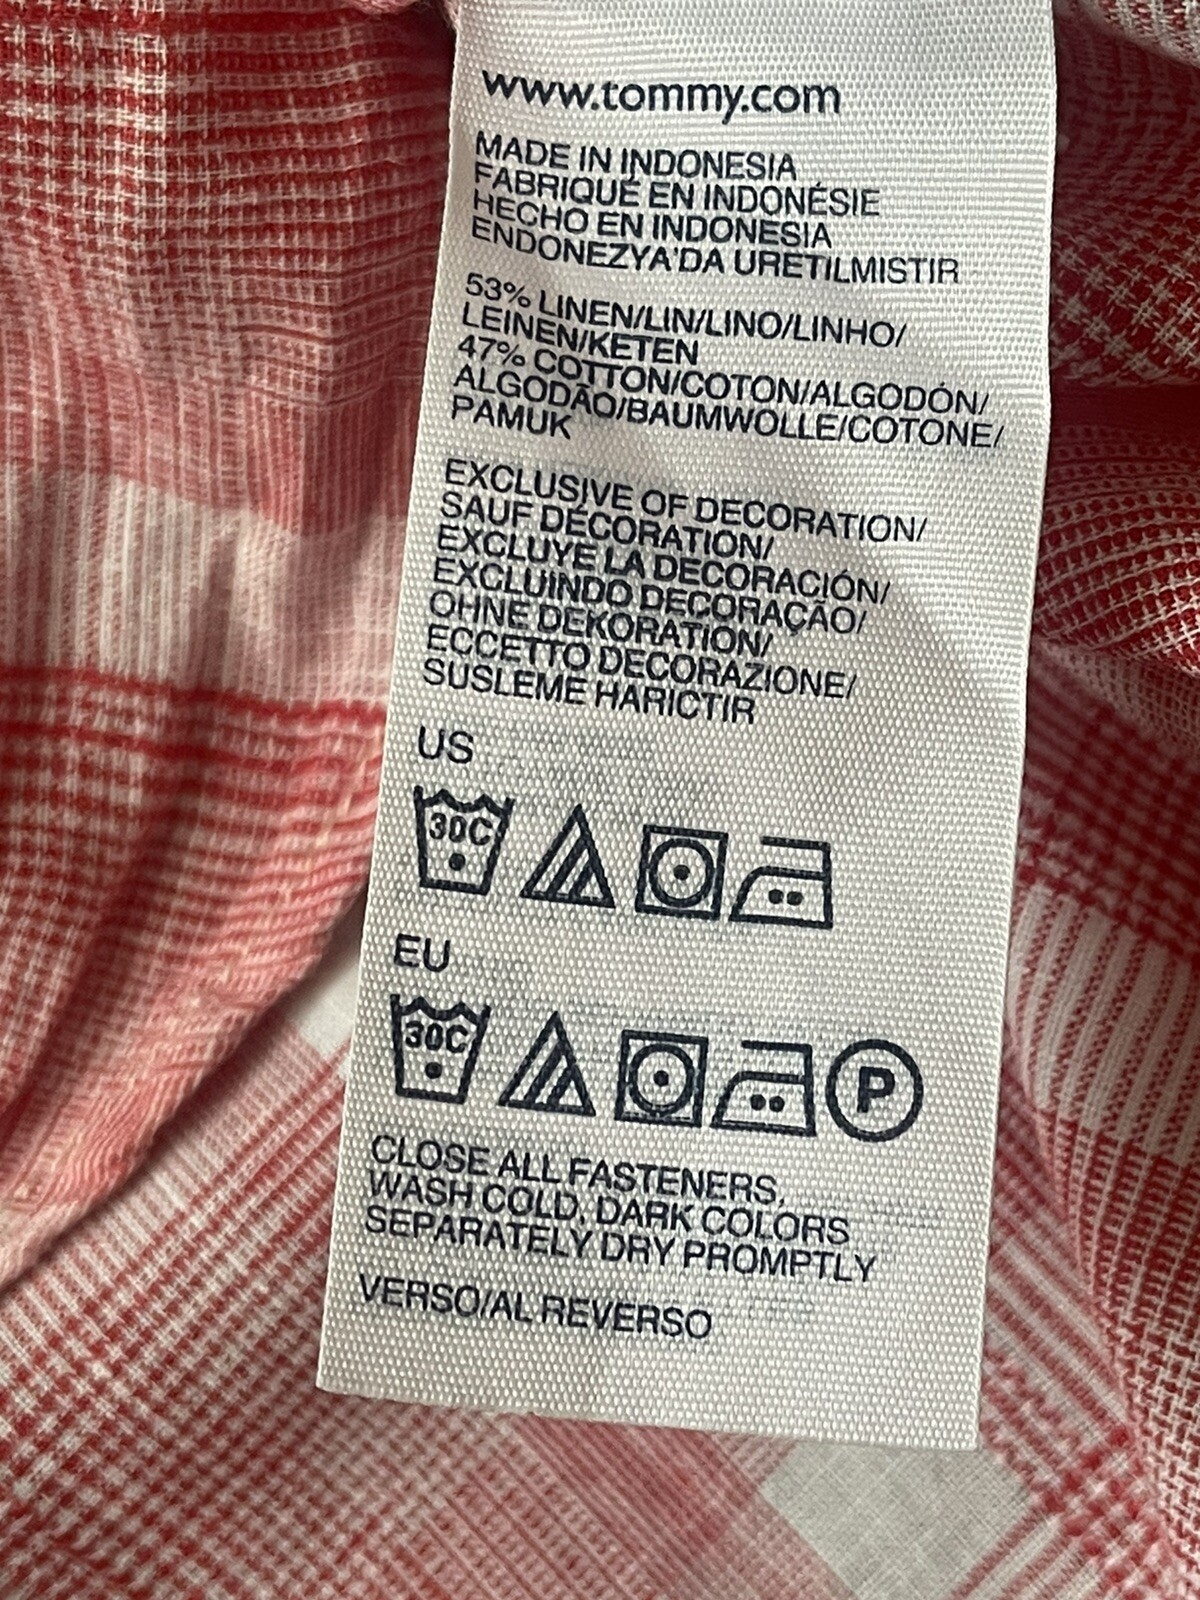 www.tommy.com
MADE IN INDONESIA
FABRIQUÉ EN INDONÉSIE
HECHO EN INDONESIA
ENDONEZYA'DA URETILMISTIR
53% LINEN/LIN/LINO/LINHO/
LEINEN/KETEN
47% COTTON/COTON/ALGODÓN/
ALGODÃO/BAUMWOLLE/COTONE/
PAMUK
EXCLUSIVE OF DECORATION/
SAUF DÉCORATION/
EXCLUYE LA DECORACIÓN/
EXCLUINDO DECORAÇÃO/
OHNE DEKORATION/
ECCETTO DECORAZIONE/
SUSLEME HARICTIR
US
30C
EU
30C P
CLOSE ALL FASTENERS,
WASH COLD, DARK COLORS
SEPARATELY DRY PROMPTLY
VERSO/AL REVERSO